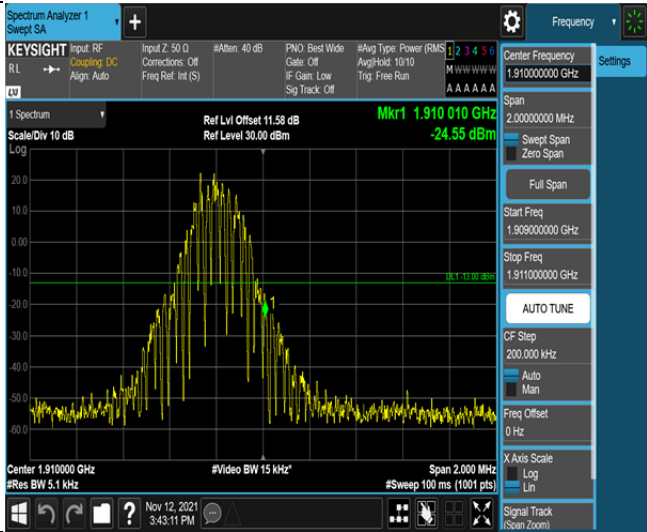 Spectrum Analyzer 1
Swept SA
Frequency
KEYSIGHT
RL
Input: RF
Coupling: DC
Align: Auto
Input Z: 50 Ω
Corrections: Off
Freq Ref: Int (S)
#Atten: 40 dB
PNO: Best Wide
Gate: Off
IF Gain: Low
Sig Track: Off
#Avg Type: Power (RMS
Avg|Hold: 10/10
Trig: Free Run
1 2 3 4 5 6
M W W W W W
A A A A A A
LXI
1 Spectrum
Scale/Div 10 dB
Log
Ref Lvl Offset 11.58 dB
Ref Level 30.00 dBm
Mkr1 1.910 010 GHz
-24.55 dBm
20.0
10.0
0.00
-10.0
-20.0
-30.0
-40.0
-50.0
-60.0
DL1 -13.00 dBm
1
Center 1.910000 GHz
#Res BW 5.1 kHz
#Video BW 15 kHz*
Span 2.000 MHz
#Sweep 100 ms (1001 pts)
Nov 12, 2021
3:43:11 PM
Center Frequency
1.910000000 GHz
Settings
Span
2.00000000 MHz
Swept Span
Zero Span
Full Span
Start Freq
1.909000000 GHz
Stop Freq
1.911000000 GHz
AUTO TUNE
CF Step
200.000 kHz
Auto
Man
Freq Offset
0 Hz
X Axis Scale
Log
Lin
Signal Track
(Span Zoom)